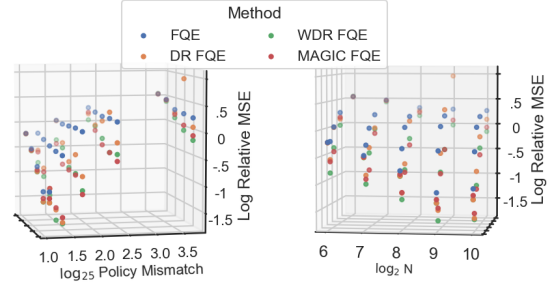 Method
FQE
WDR FQE
DR FQE
MAGIC FQE
.5
0
-.5
-1
-1.5
Log Relative MSE
1.0 1.5 2.0 2.5 3.0 3.5
log25 Policy Mismatch
.5
0
-.5
-1
-1.5
Log Relative MSE
6 7 8 9 10
log2 N